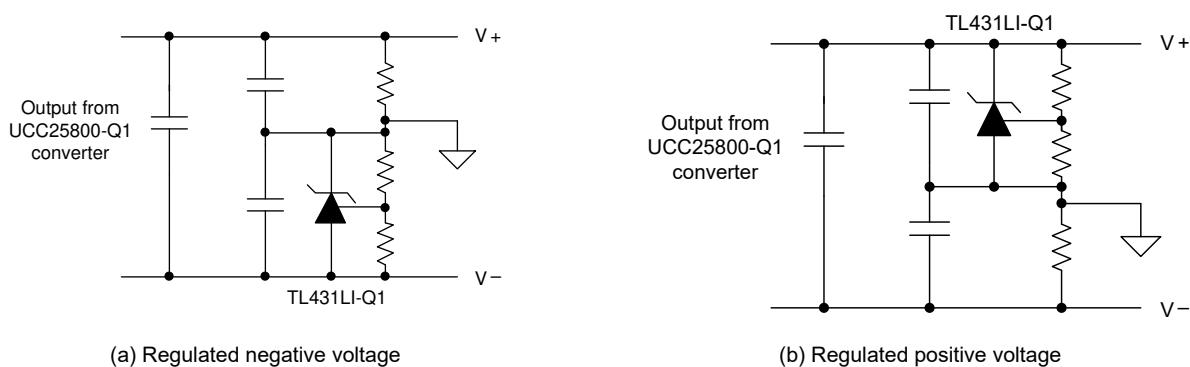 V+
Output from
UCC25800-Q1
converter
V−
TL431LI-Q1
(a) Regulated negative voltage
TL431LI-Q1
V+
Output from
UCC25800-Q1
converter
V−
(b) Regulated positive voltage